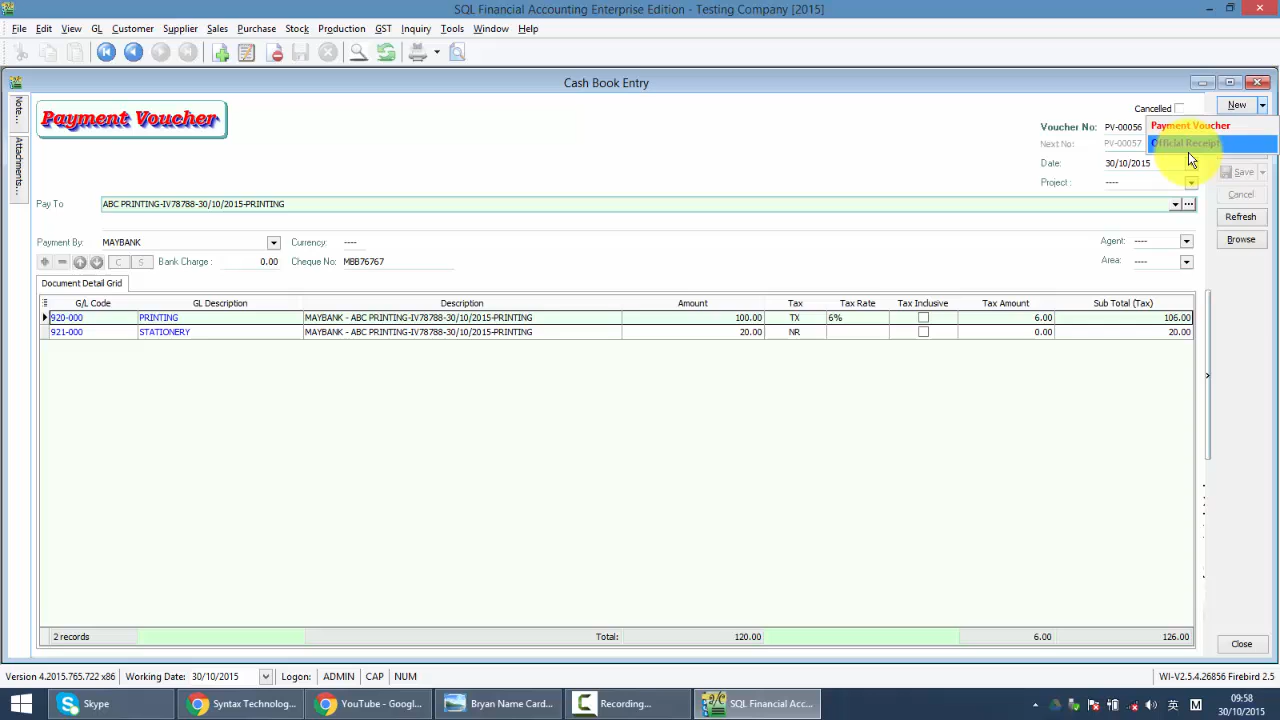 SQL Financial Accounting Enterprise Edition - Testing Company [2015]
File Edit View GL Customer Supplier Sales Purchase Stock Production GST Inquiry Tools Window Help
Cash Book Entry
Note...
Attachments...
Payment Voucher
Cancelled
New
Voucher No: PV-00056
Payment Voucher
Next No: PV-00057
Official Receipt
Date: 30/10/2015
Project : ----
Save
Cancel
Pay To ABC PRINTING-IV78788-30/10/2015-PRINTING
Refresh
Payment By: MAYBANK Currency: ---- Agent: ----
Browse
C S Bank Charge : 0.00 Cheque No: MBB76767 Area: ----
Document Detail Grid
G/L Code GL Description Description Amount Tax Tax Rate Tax Inclusive Tax Amount Sub Total (Tax)
920-000 PRINTING MAYBANK - ABC PRINTING-IV78788-30/10/2015-PRINTING 100.00 TX 6% 6.00 106.00
921-000 STATIONERY MAYBANK - ABC PRINTING-IV78788-30/10/2015-PRINTING 20.00 NR 0.00 20.00
2 records Total: 120.00 6.00 126.00
Close
Version 4.2015.765.722 x86 Working Date: 30/10/2015 Logon: ADMIN CAP NUM WI-V2.5.4.26856 Firebird 2.5
Skype Syntax Technolog... YouTube - Googl... Bryan Name Card... Recording... SQL Financial Acc... 英 M 09:58
30/10/2015